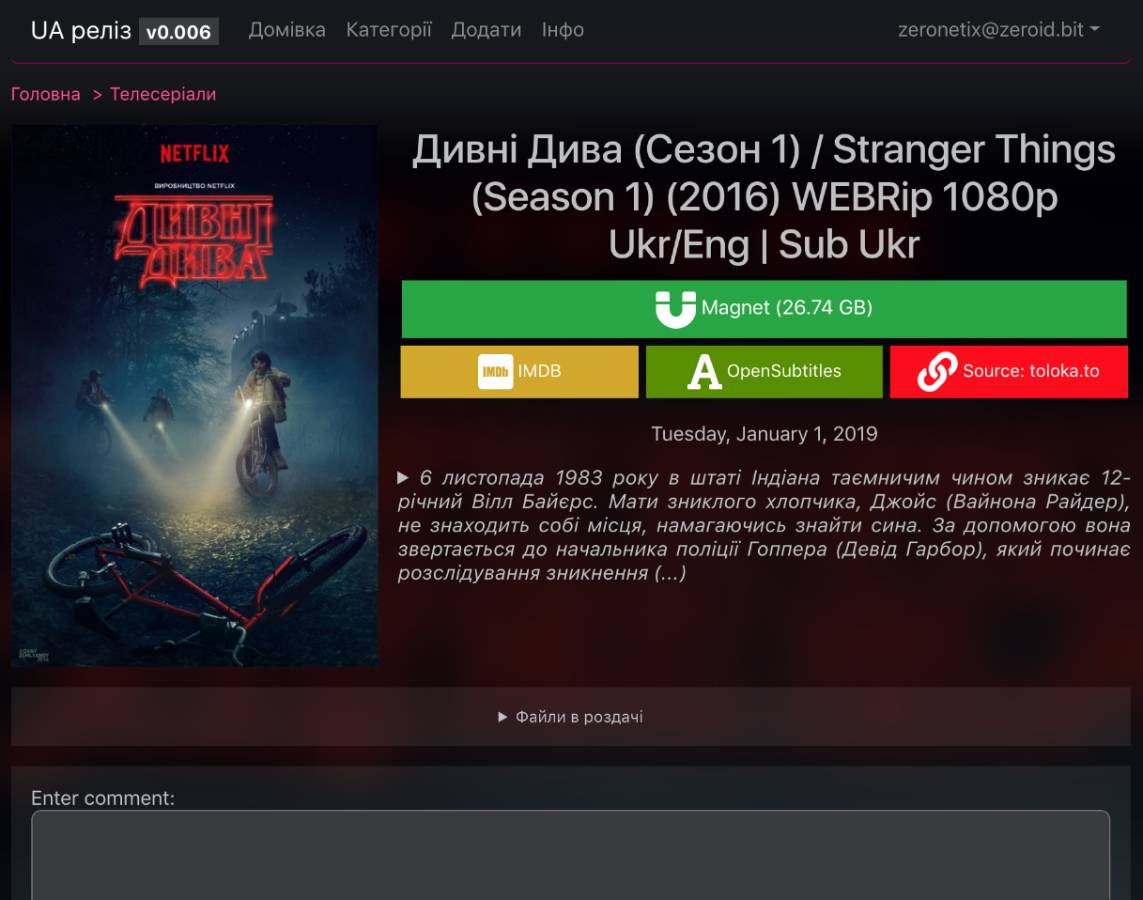 UA реліз v0.006 Домівка Категорії Додати Інфо zeronetix@zeroid.bit
Головна > Телесеріали
NETFLIX
ВИРОБНИЦТВО NETFLIX
ДИВНІ
ДИВА
Дивні Дива (Сезон 1) / Stranger Things
(Season 1) (2016) WEBRip 1080p
Ukr/Eng | Sub Ukr
Magnet (26.74 GB)
IMDb IMDB
A OpenSubtitles
Source: toloka.to
Tuesday, January 1, 2019
6 листопада 1983 року в штаті Індіана таємничим чином зникає 12-
річний Вілл Байєрс. Мати зниклого хлопчика, Джойс (Вайнона Райдер),
не знаходить собі місця, намагаючись знайти сина. За допомогою вона
звертається до начальника поліції Гоппера (Девід Гарбор), який починає
розслідування зникнення (...)
Файли в роздачі
Enter comment: